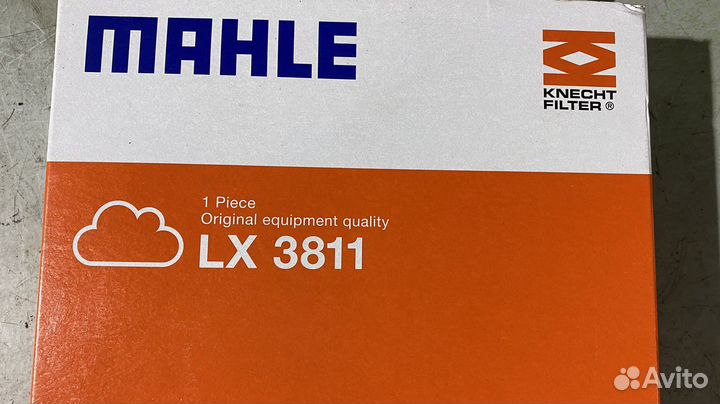 MAHLE
KNECHT
FILTER®
1 Piece
Original equipment quality
LX 3811
Avito